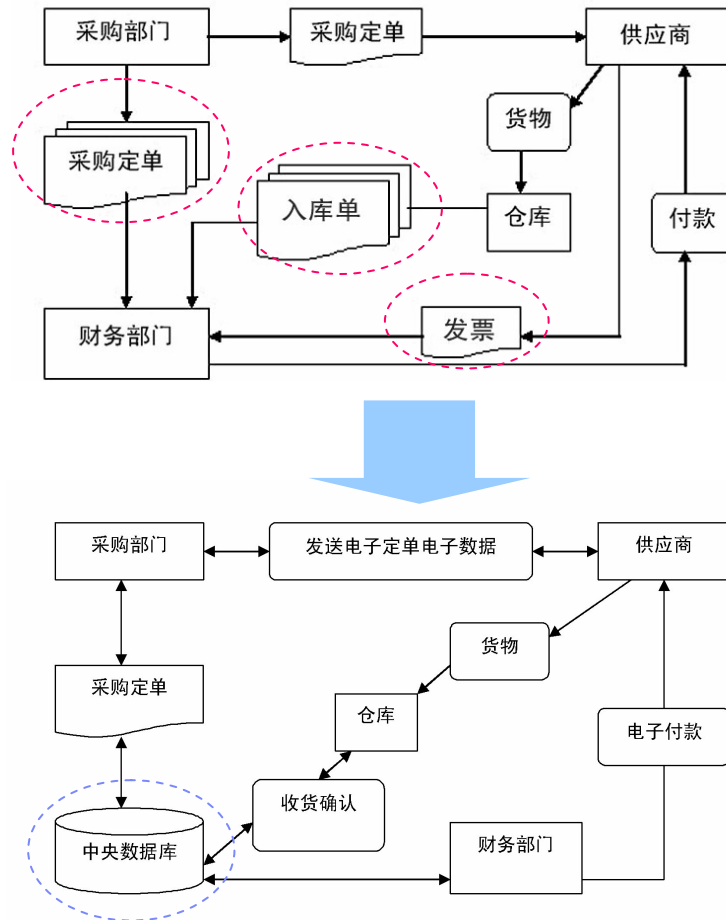 采购部门
采购定单
供应商
采购定单
货物
入库单
仓库
付款
财务部门
发票
采购部门
发送电子定单电子数据
供应商
货物
采购定单
仓库
电子付款
收货确认
中央数据库
财务部门